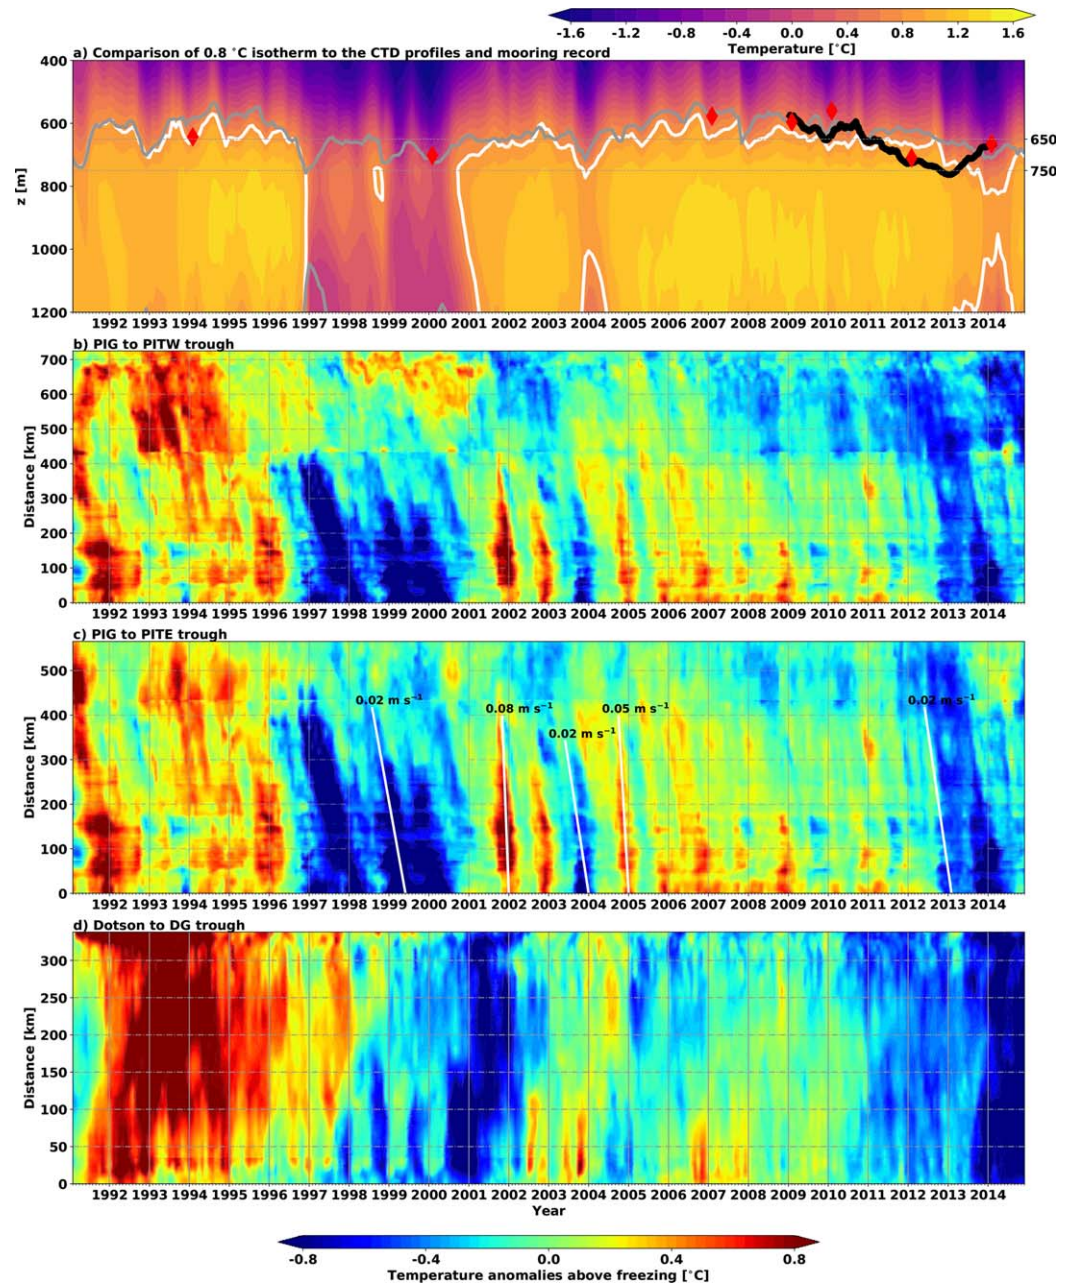 -1.6 -1.2 -0.8 -0.4 0.0 0.4 0.8 1.2 1.6
Temperature [°C]
a) Comparison of 0.8 °C isotherm to the CTD profiles and mooring record
400
600
800
1000
1200
z [m]
650
750
1992 1993 1994 1995 1996 1997 1998 1999 2000 2001 2002 2003 2004 2005 2006 2007 2008 2009 2010 2011 2012 2013 2014
b) PIG to PITW trough
700
600
500
400
300
200
100
0
Distance [km]
1992 1993 1994 1995 1996 1997 1998 1999 2000 2001 2002 2003 2004 2005 2006 2007 2008 2009 2010 2011 2012 2013 2014
c) PIG to PITE trough
500
400
300
200
100
0
Distance [km]
0.02 m s⁻¹
0.08 m s⁻¹
0.02 m s⁻¹
0.05 m s⁻¹
0.02 m s⁻¹
1992 1993 1994 1995 1996 1997 1998 1999 2000 2001 2002 2003 2004 2005 2006 2007 2008 2009 2010 2011 2012 2013 2014
d) Dotson to DG trough
300
250
200
150
100
50
0
Distance [km]
1992 1993 1994 1995 1996 1997 1998 1999 2000 2001 2002 2003 2004 2005 2006 2007 2008 2009 2010 2011 2012 2013 2014
Year
-0.8 -0.4 0.0 0.4 0.8
Temperature anomalies above freezing [°C]